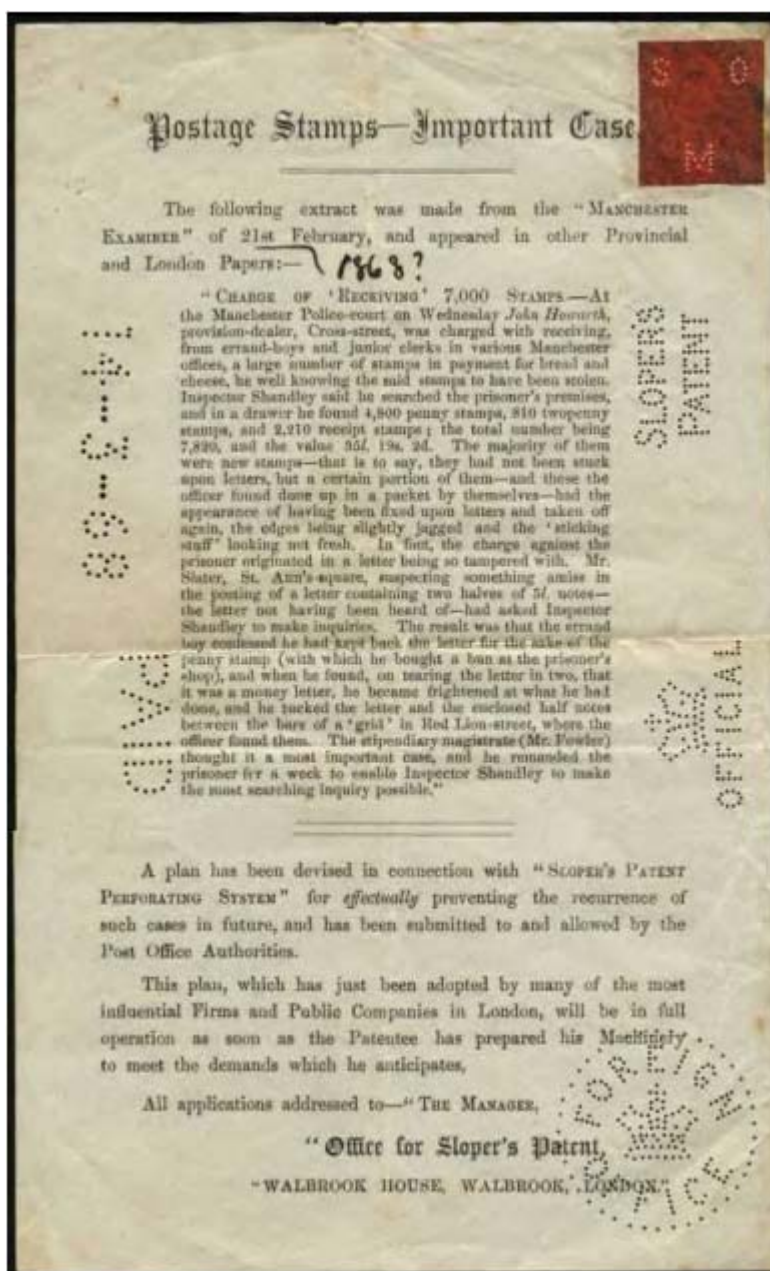 S O
M
Postage Stamps—Important Case.
The following extract was made from the "MANCHESTER
EXAMINER" of 21st February, and appeared in other Provincial
and London Papers:—
1868?
"CHARGE OF 'RECEIVING' 7,000 STAMPS.—At
the Manchester Police-court on Wednesday John Howarth,
provision-dealer, Cross-street, was charged with receiving,
from errand-boys and junior clerks in various Manchester
offices, a large number of stamps in payment for bread and
cheese, he well knowing the said stamps to have been stolen.
Inspector Shandley said he searched the prisoner's premises,
and in a drawer he found 4,800 penny stamps, 810 twopenny
stamps, and 2,210 receipt stamps; the total number being
7,820, and the value 35l. 19s. 2d. The majority of them
were new stamps—that is to say, they had not been stuck
upon letters, but a certain portion of them—and these the
officer found done up in a packet by themselves—had the
appearance of having been fixed upon letters and taken off
again, the edges being slightly jagged and the 'sticking
stuff' looking not fresh. In fact, the charge against the
prisoner originated in a letter being so tampered with. Mr.
Slater, St. Ann's-square, suspecting something amiss in
the posting of a letter containing two halves of 5l. notes—
the letter not having been heard of—had asked Inspector
Shandley to make inquiries. The result was that the errand
boy confessed he had kept back the letter for the sake of the
penny stamp (with which he bought a bun at the prisoner's
shop), and when he found, on tearing the letter in two, that
it was a money letter, he became frightened at what he had
done, and he tucked the letter and the enclosed half notes
between the bars of a 'grid' in Red Lion-street, where the
officer found them. The stipendiary magistrate (Mr. Fowler)
thought it a most important case, and he remanded the
prisoner for a week to enable Inspector Shandley to make
the most searching inquiry possible."
SLOPER'S
PATENT
PAID
OFFICIAL
A plan has been devised in connection with "SLOPER'S PATENT
PERFORATING SYSTEM" for effectually preventing the recurrence of
such cases in future, and has been submitted to and allowed by the
Post Office Authorities.
This plan, which has just been adopted by many of the most
influential Firms and Public Companies in London, will be in full
operation as soon as the Patentee has prepared his Machinery
to meet the demands which he anticipates.
All applications addressed to—"THE MANAGER,
"Office for Sloper's Patent,
"WALBROOK HOUSE, WALBROOK, LONDON."
FOREIGN
OFFICE